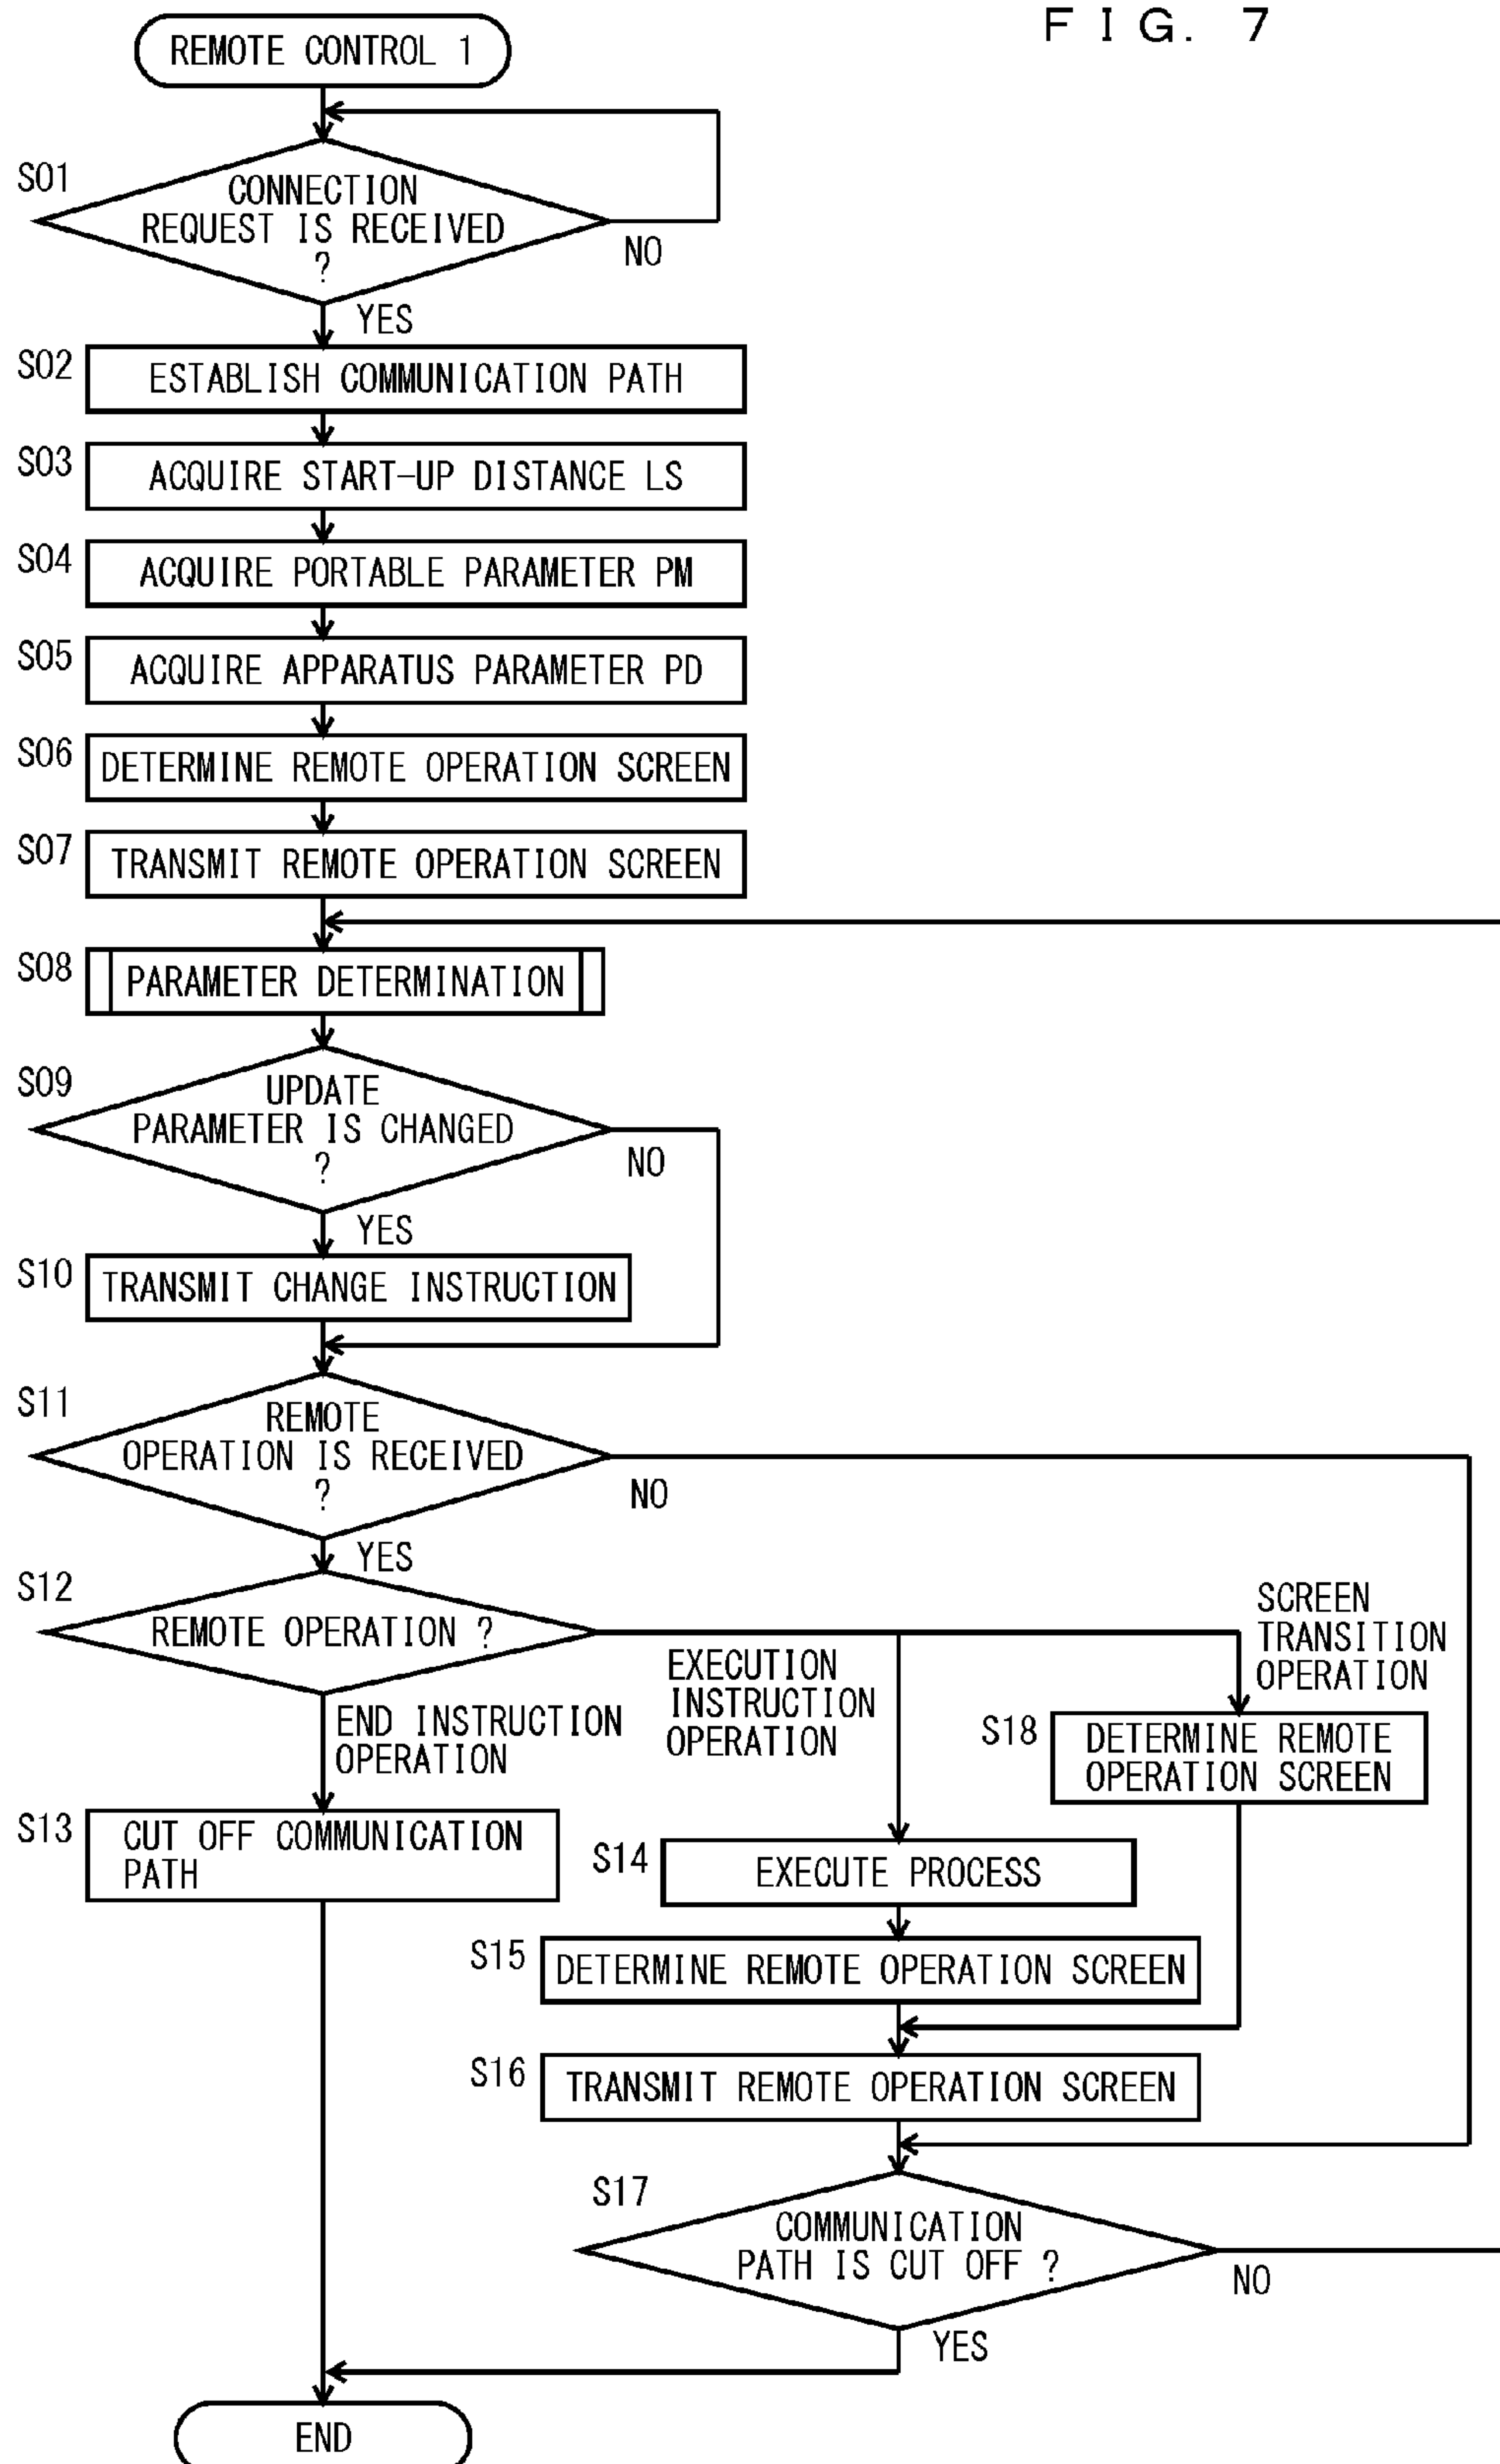 FIG. 7
REMOTE CONTROL 1
S01
CONNECTION
REQUEST IS RECEIVED
?
NO
YES
S02
ESTABLISH COMMUNICATION PATH
S03
ACQUIRE START-UP DISTANCE LS
S04
ACQUIRE PORTABLE PARAMETER PM
S05
ACQUIRE APPARATUS PARAMETER PD
S06
DETERMINE REMOTE OPERATION SCREEN
S07
TRANSMIT REMOTE OPERATION SCREEN
S08
PARAMETER DETERMINATION
S09
UPDATE
PARAMETER IS CHANGED
?
NO
YES
S10
TRANSMIT CHANGE INSTRUCTION
S11
REMOTE
OPERATION IS RECEIVED
?
NO
YES
S12
REMOTE OPERATION ?
END INSTRUCTION
OPERATION
EXECUTION
INSTRUCTION
OPERATION
SCREEN
TRANSITION
OPERATION
S18
DETERMINE REMOTE
OPERATION SCREEN
S13
CUT OFF COMMUNICATION
PATH
S14
EXECUTE PROCESS
S15
DETERMINE REMOTE OPERATION SCREEN
S16
TRANSMIT REMOTE OPERATION SCREEN
S17
COMMUNICATION
PATH IS CUT OFF ?
NO
YES
END